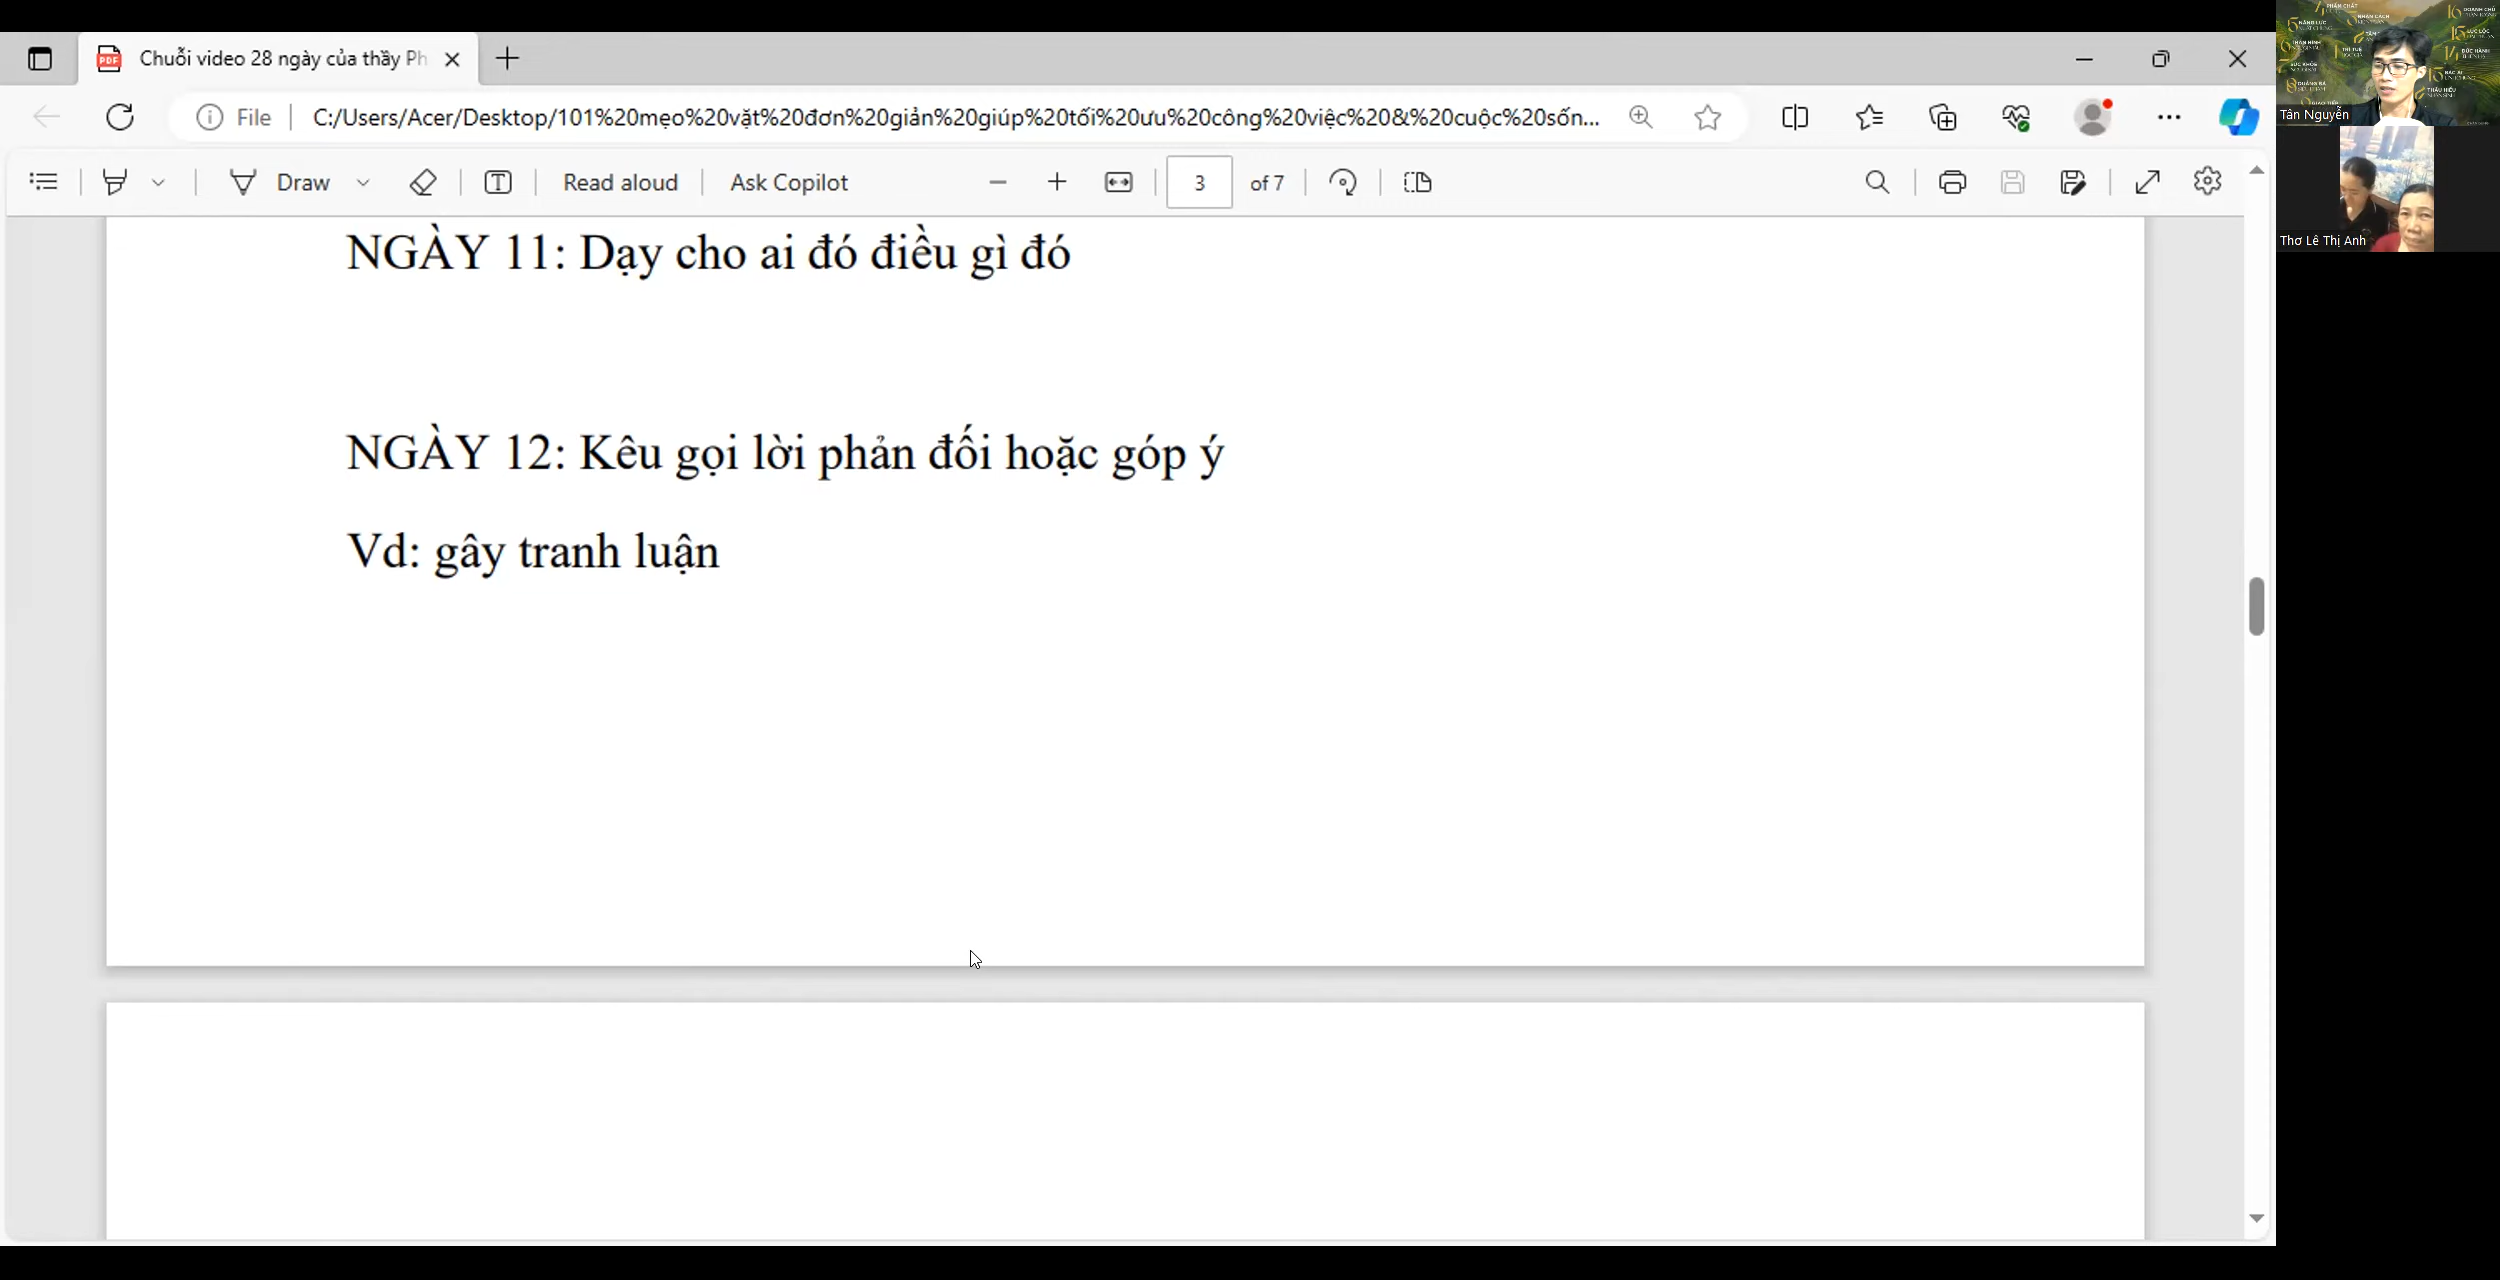 Chuỗi video 28 ngày của thầy Ph
File
C:/Users/Acer/Desktop/101%20mẹo%20vặt%20đơn%20giản%20giúp%20tối%20ưu%20công%20việc%20&%20cuộc%20sốn...
Draw
Read aloud
Ask Copilot
3 of 7
NGÀY 11: Dạy cho ai đó điều gì đó
NGÀY 12: Kêu gọi lời phản đối hoặc góp ý
Vd: gây tranh luận
Tân Nguyễn
Thơ Lê Thị Anh